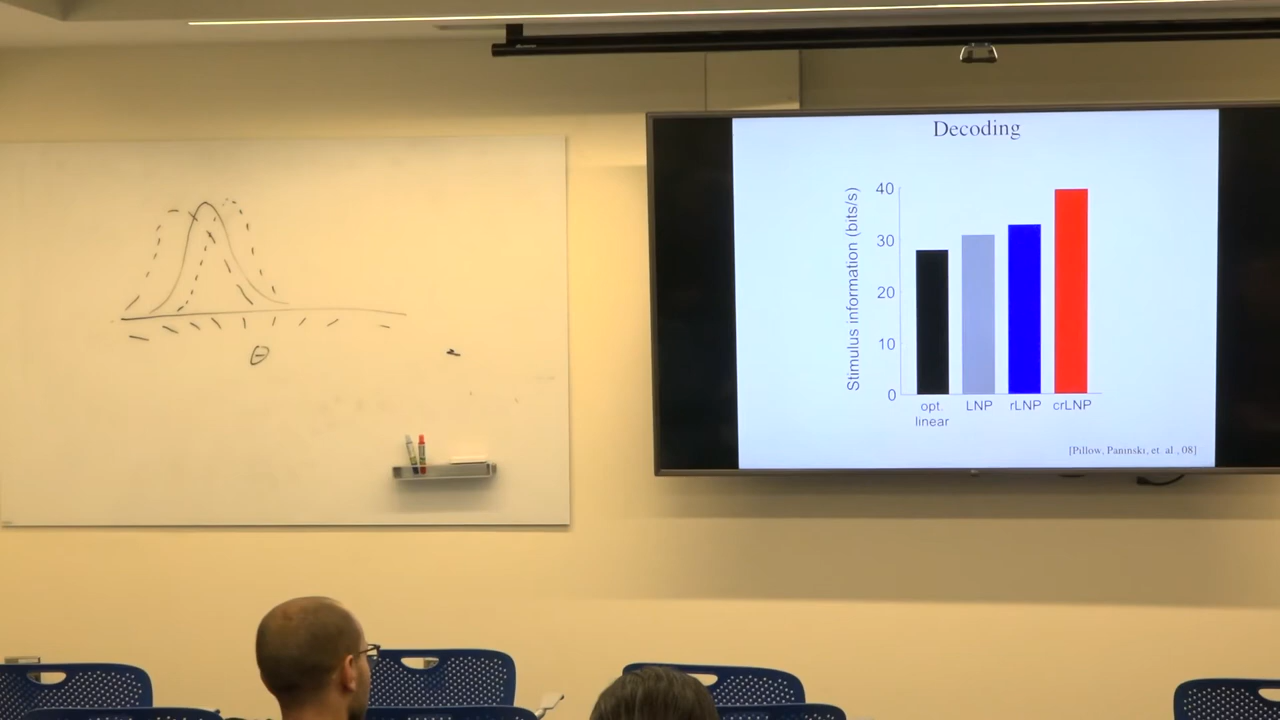 θ
Decoding
Stimulus information (bits/s)
40
30
20
10
0
opt. linear
LNP
rLNP
crLNP
[Pillow, Paninski, et al., 08]